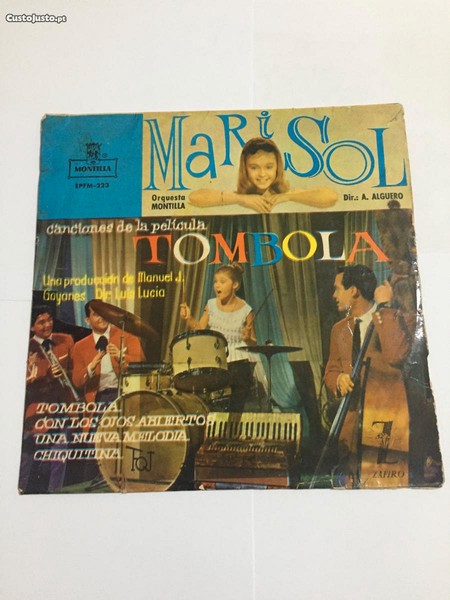 CustoJusto.pt
MONTILLA
EPFM-223
MARISOL
Orquesta
MONTILLA
Dir.: A. ALGUERO
Canciones de la película
TOMBOLA
Una producción de Manuel J.
Goyanes Dir Luis Lucia
TOMBOLA
CON LOS OJOS ABIERTOS
UNA NUEVA MELODIA
CHIQUITINA
ZAFIRO